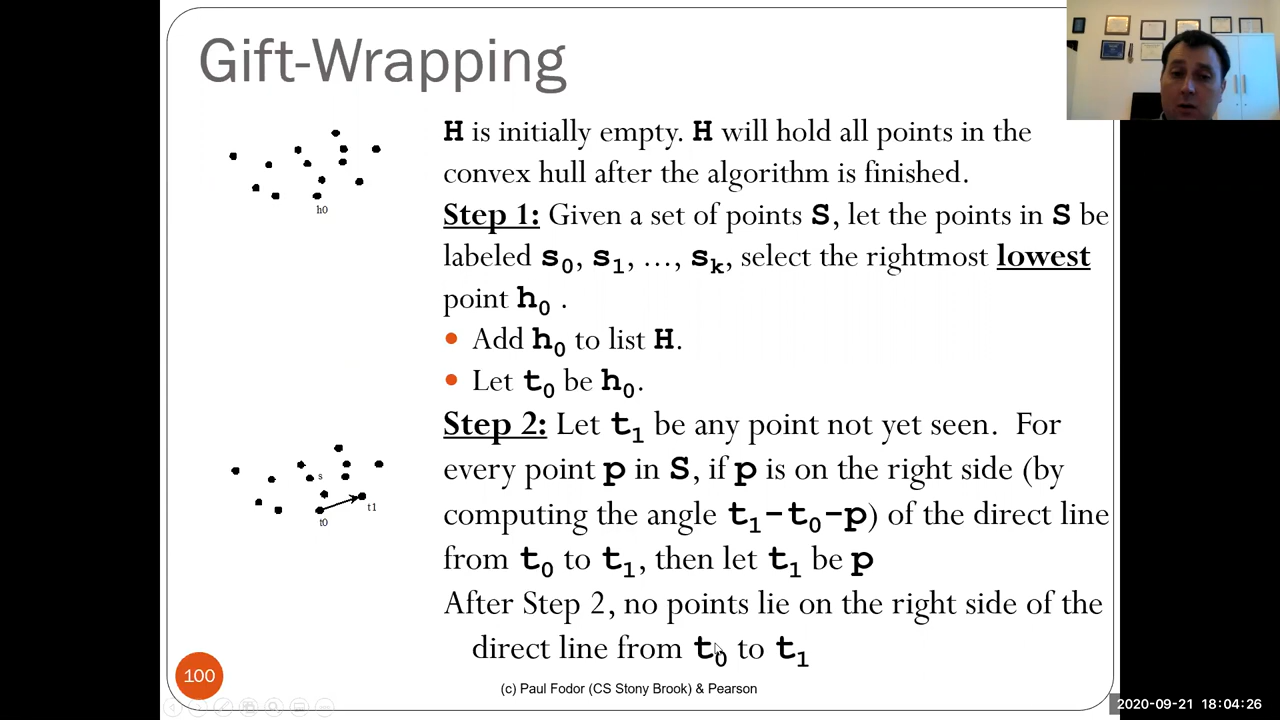 Gift-Wrapping
H is initially empty. H will hold all points in the
convex hull after the algorithm is finished.
Step 1: Given a set of points S, let the points in S be
labeled s0, s1, …, sk, select the rightmost lowest
point h0 .
• Add h0 to list H.
• Let t0 be h0.
Step 2: Let t1 be any point not yet seen. For
every point p in S, if p is on the right side (by
computing the angle t1-t0-p) of the direct line
from t0 to t1, then let t1 be p
After Step 2, no points lie on the right side of the
direct line from t0 to t1
h0
s
t1
t0
100
(c) Paul Fodor (CS Stony Brook) & Pearson
2020-09-21 18:04:26